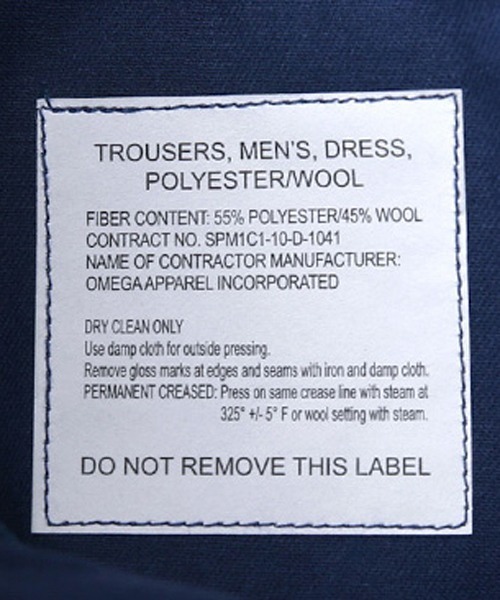 TROUSERS, MEN'S, DRESS,
POLYESTER/WOOL
FIBER CONTENT: 55% POLYESTER/45% WOOL
CONTRACT NO. SPM1C1-10-D-1041
NAME OF CONTRACTOR MANUFACTURER:
OMEGA APPAREL INCORPORATED
DRY CLEAN ONLY
Use damp cloth for outside pressing.
Remove gloss marks at edges and seams with iron and damp cloth.
PERMANENT CREASED: Press on same crease line with steam at
325° +/- 5° F or wool setting with steam.
DO NOT REMOVE THIS LABEL